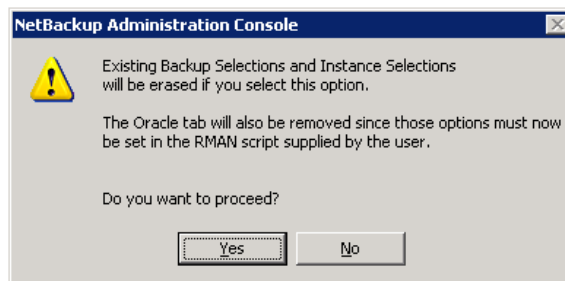 NetBackup Administration Console
Existing Backup Selections and Instance Selections
will be erased if you select this option.
The Oracle tab will also be removed since those options must now
be set in the RMAN script supplied by the user.
Do you want to proceed?
Yes
No